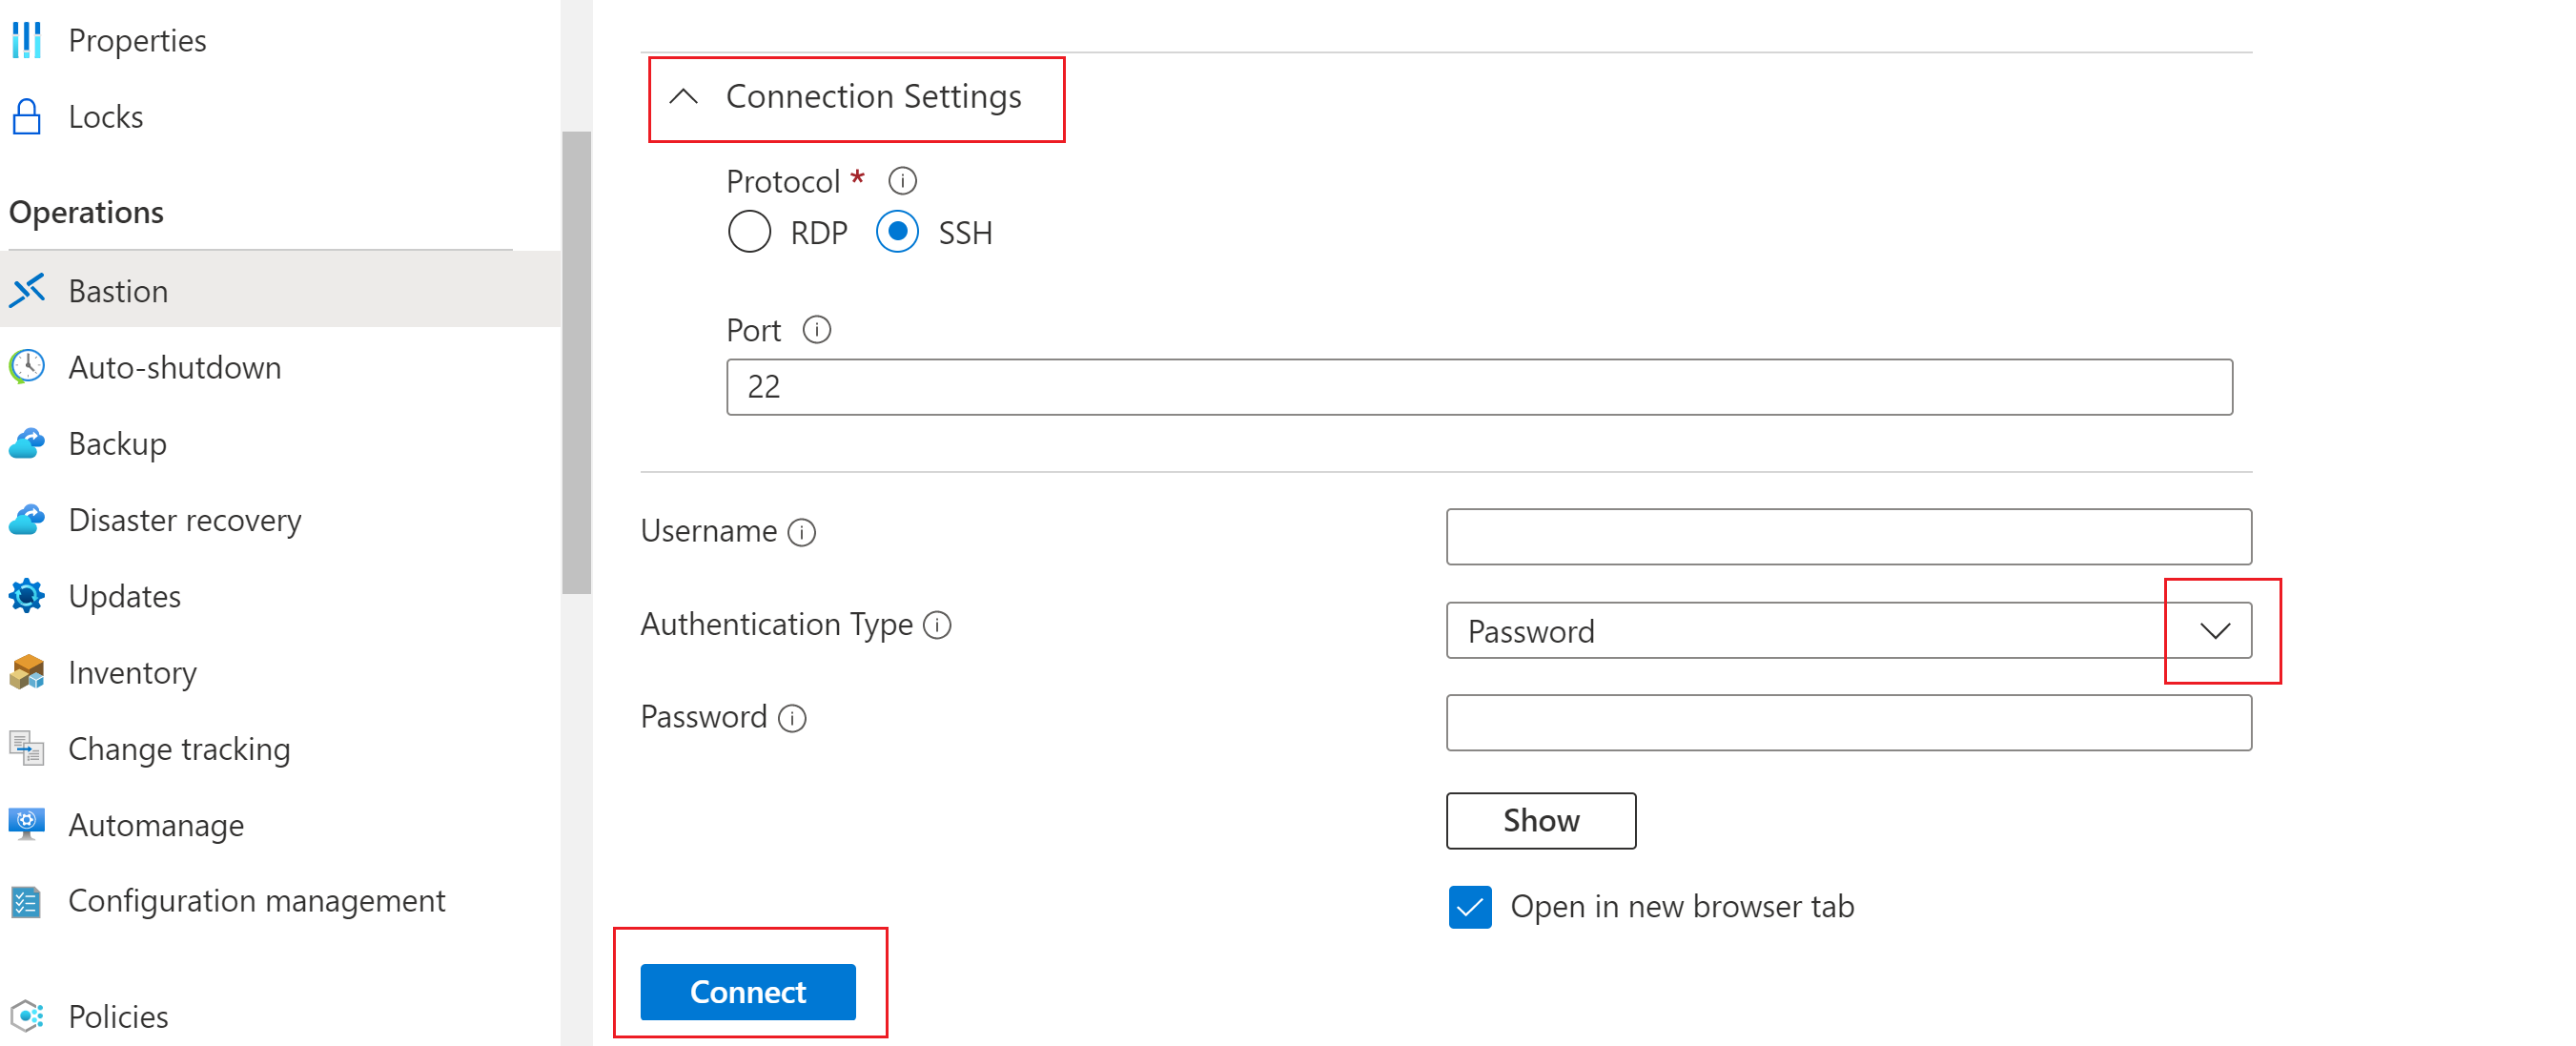 Properties
Locks
Operations
Bastion
Auto-shutdown
Backup
Disaster recovery
Updates
Inventory
Change tracking
Automanage
Configuration management
Policies
Connection Settings
Protocol *
RDP SSH
Port
22
Username
Authentication Type
Password
Password
Show
Open in new browser tab
Connect